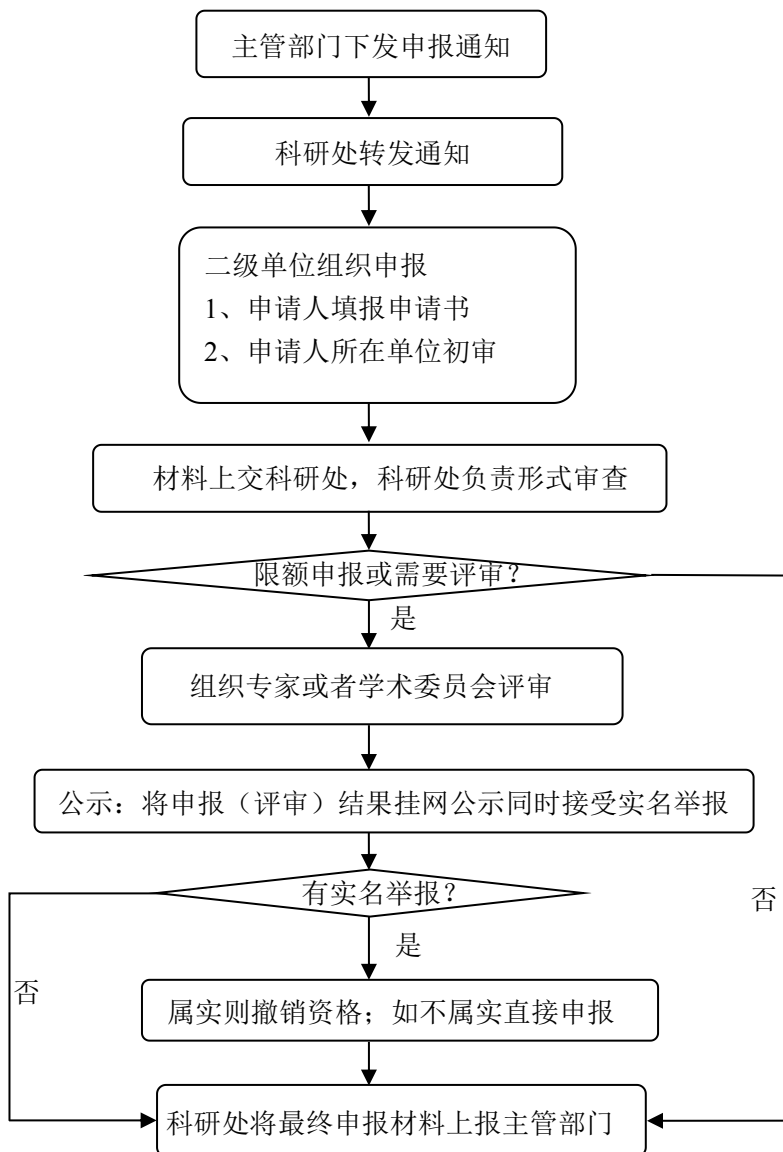 主管部门下发申报通知
科研处转发通知
二级单位组织申报
1、申请人填报申请书
2、申请人所在单位初审
材料上交科研处，科研处负责形式审查
限额申报或需要评审？
是
组织专家或者学术委员会评审
公示：将申报（评审）结果挂网公示同时接受实名举报
有实名举报？
否
是
否
属实则撤销资格；如不属实直接申报
科研处将最终申报材料上报主管部门